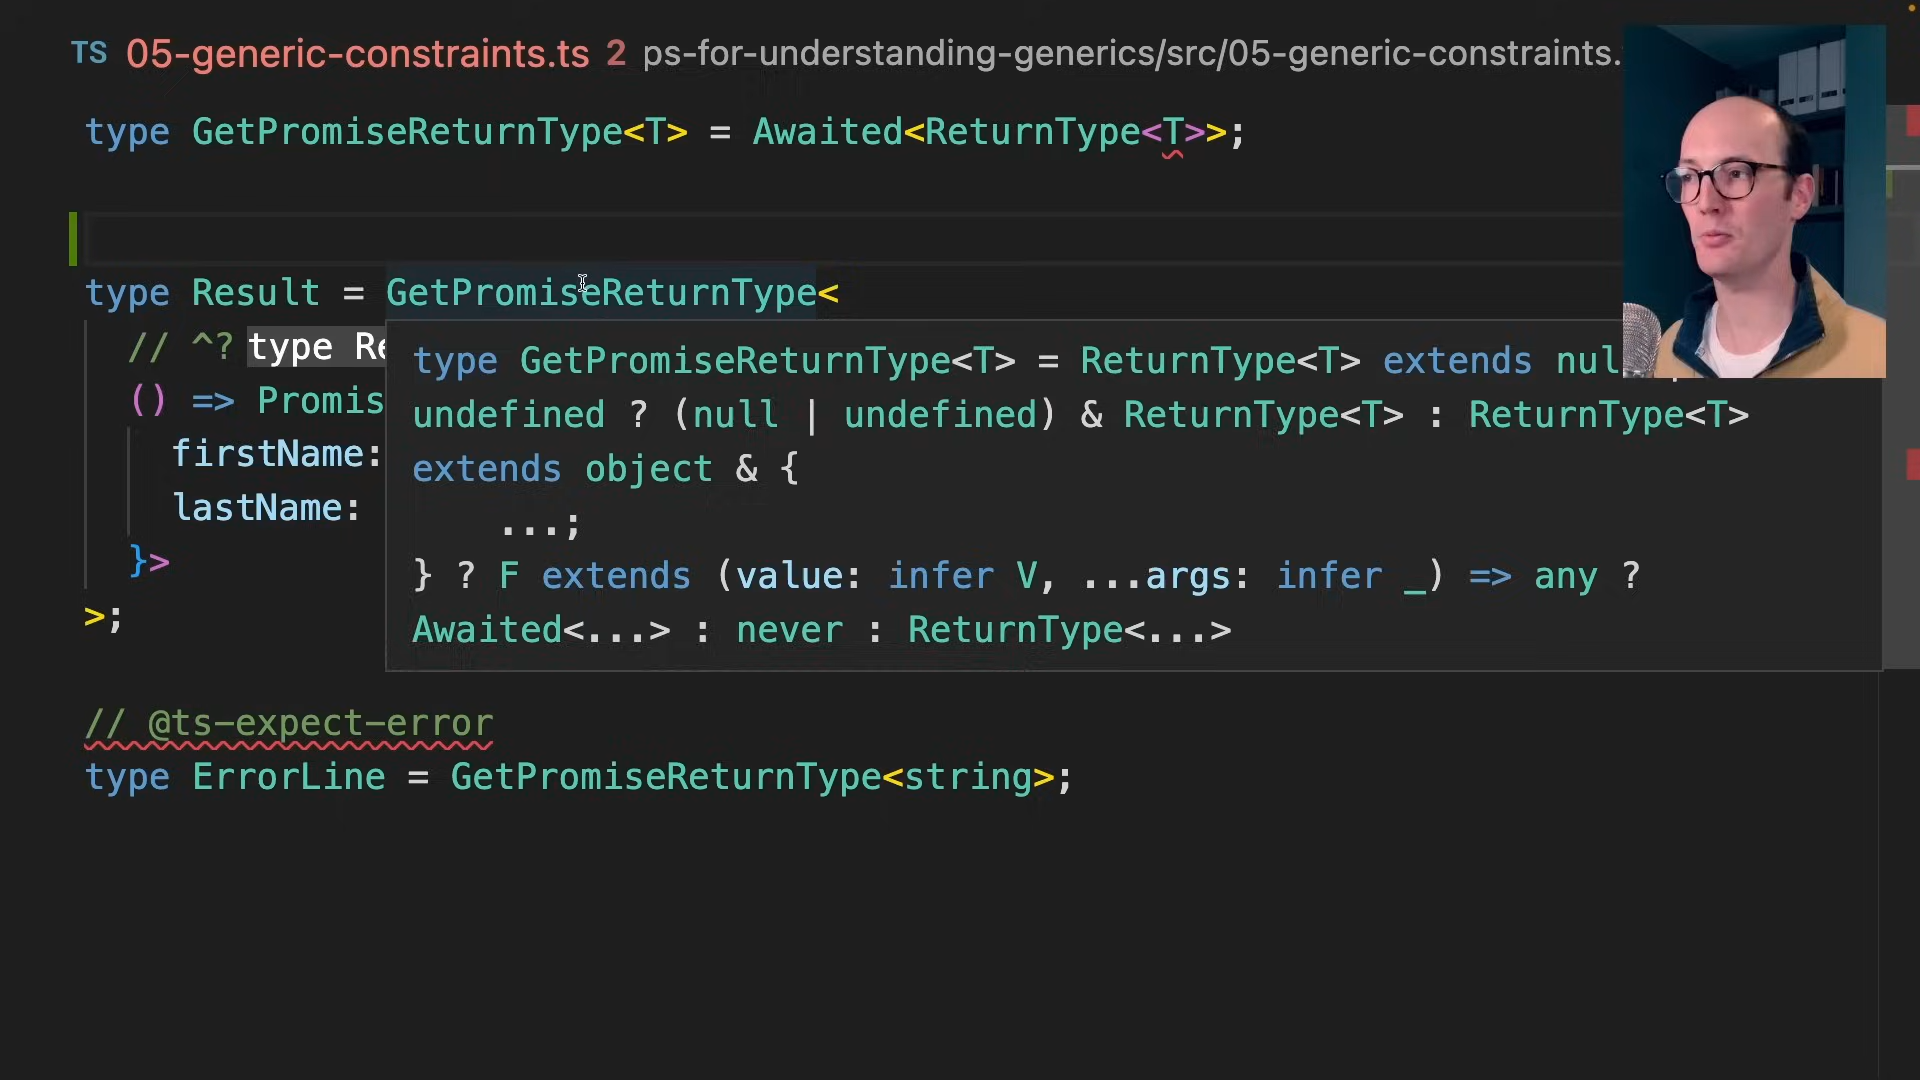 TS 05-generic-constraints.ts 2 ps-for-understanding-generics/src/05-generic-constraints.
type GetPromiseReturnType<T> = Awaited<ReturnType<T>>;
type Result = GetPromiseReturnType<
// ^? type Re
() => Promis
firstName:
lastName:
}>
>;
type GetPromiseReturnType<T> = ReturnType<T> extends nul
undefined ? (null | undefined) & ReturnType<T> : ReturnType<T>
extends object & {
...;
} ? F extends (value: infer V, ...args: infer _) => any ?
Awaited<...> : never : ReturnType<...>
// @ts-expect-error
type ErrorLine = GetPromiseReturnType<string>;